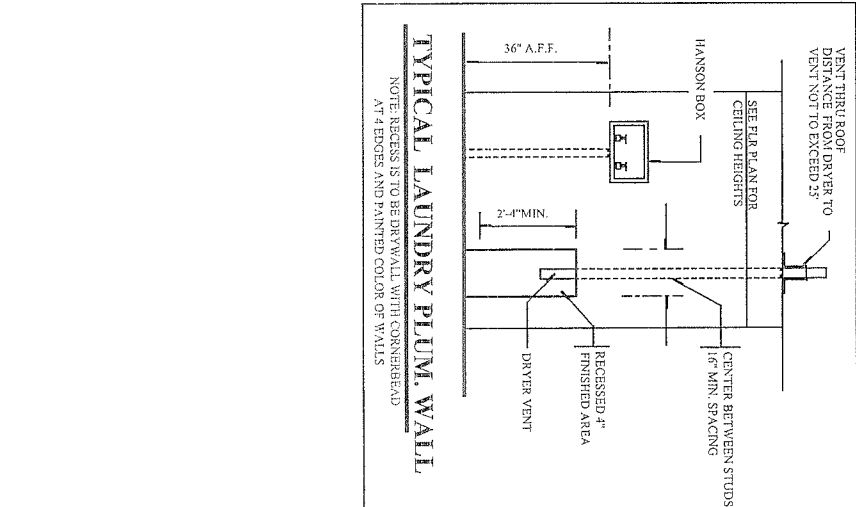 VENT THRU ROOF
DISTANCE FROM DRYER TO
VENT NOT TO EXCEED 25'
SEE FLR PLAN FOR
CEILING HEIGHTS
HANSON BOX
36" A.F.F.
2'-4"MIN.
CENTER BETWEEN STUDS
16" MIN. SPACING
RECESSED 4"
FINISHED AREA
DRYER VENT
TYPICAL LAUNDRY PLUM. WALL
NOTE: RECESS IS TO BE DRYWALL WITH CORNERBEAD
AT 4 EDGES AND PAINTED COLOR OF WALLS